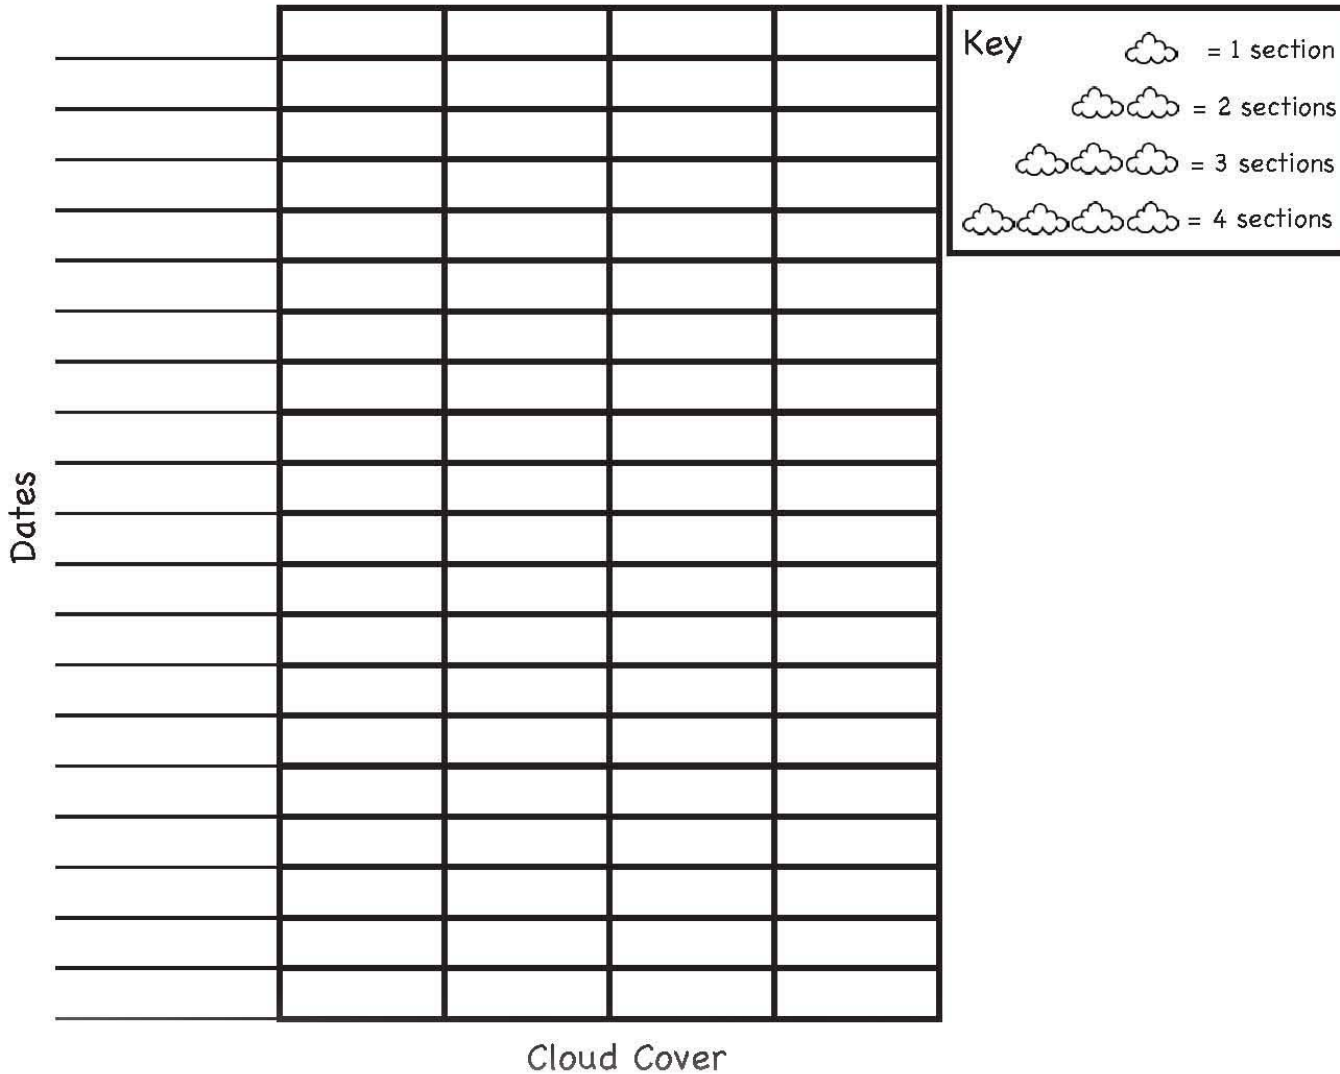 Key
= 1 section
= 2 sections
= 3 sections
= 4 sections
Dates
Cloud Cover